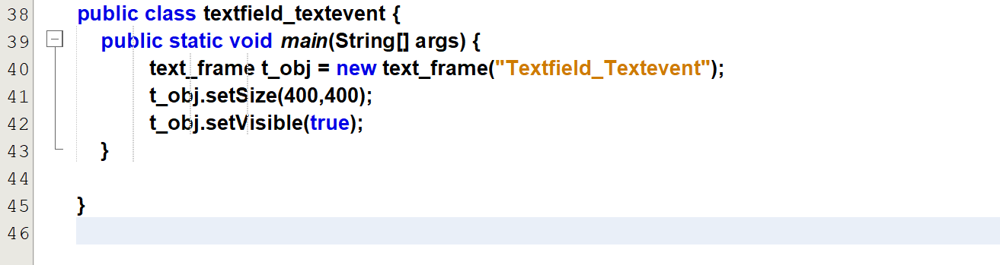 38 public class textfield_textevent {
39 public static void main(String[] args) {
40 text_frame t_obj = new text_frame("Textfield_Textevent");
41 t_obj.setSize(400,400);
42 t_obj.setVisible(true);
43 }
44
45 }
46